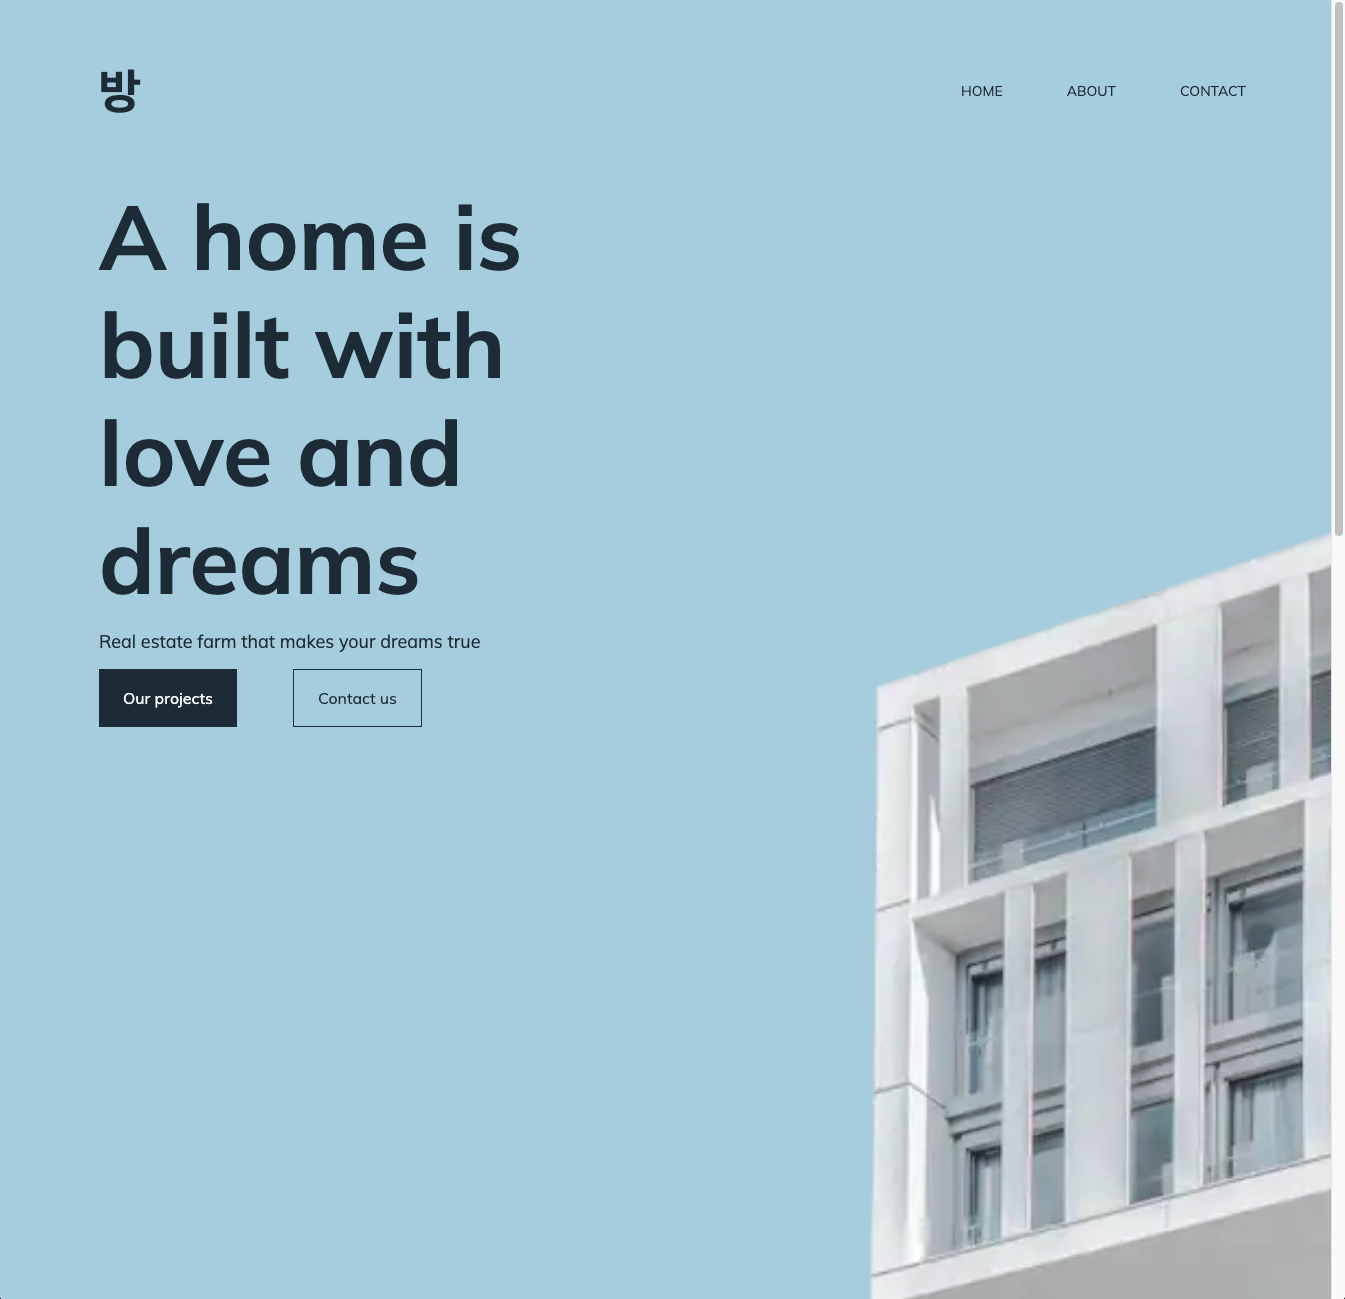 방
HOME ABOUT CONTACT
A home is
built with
love and
dreams
Real estate farm that makes your dreams true
Our projects Contact us